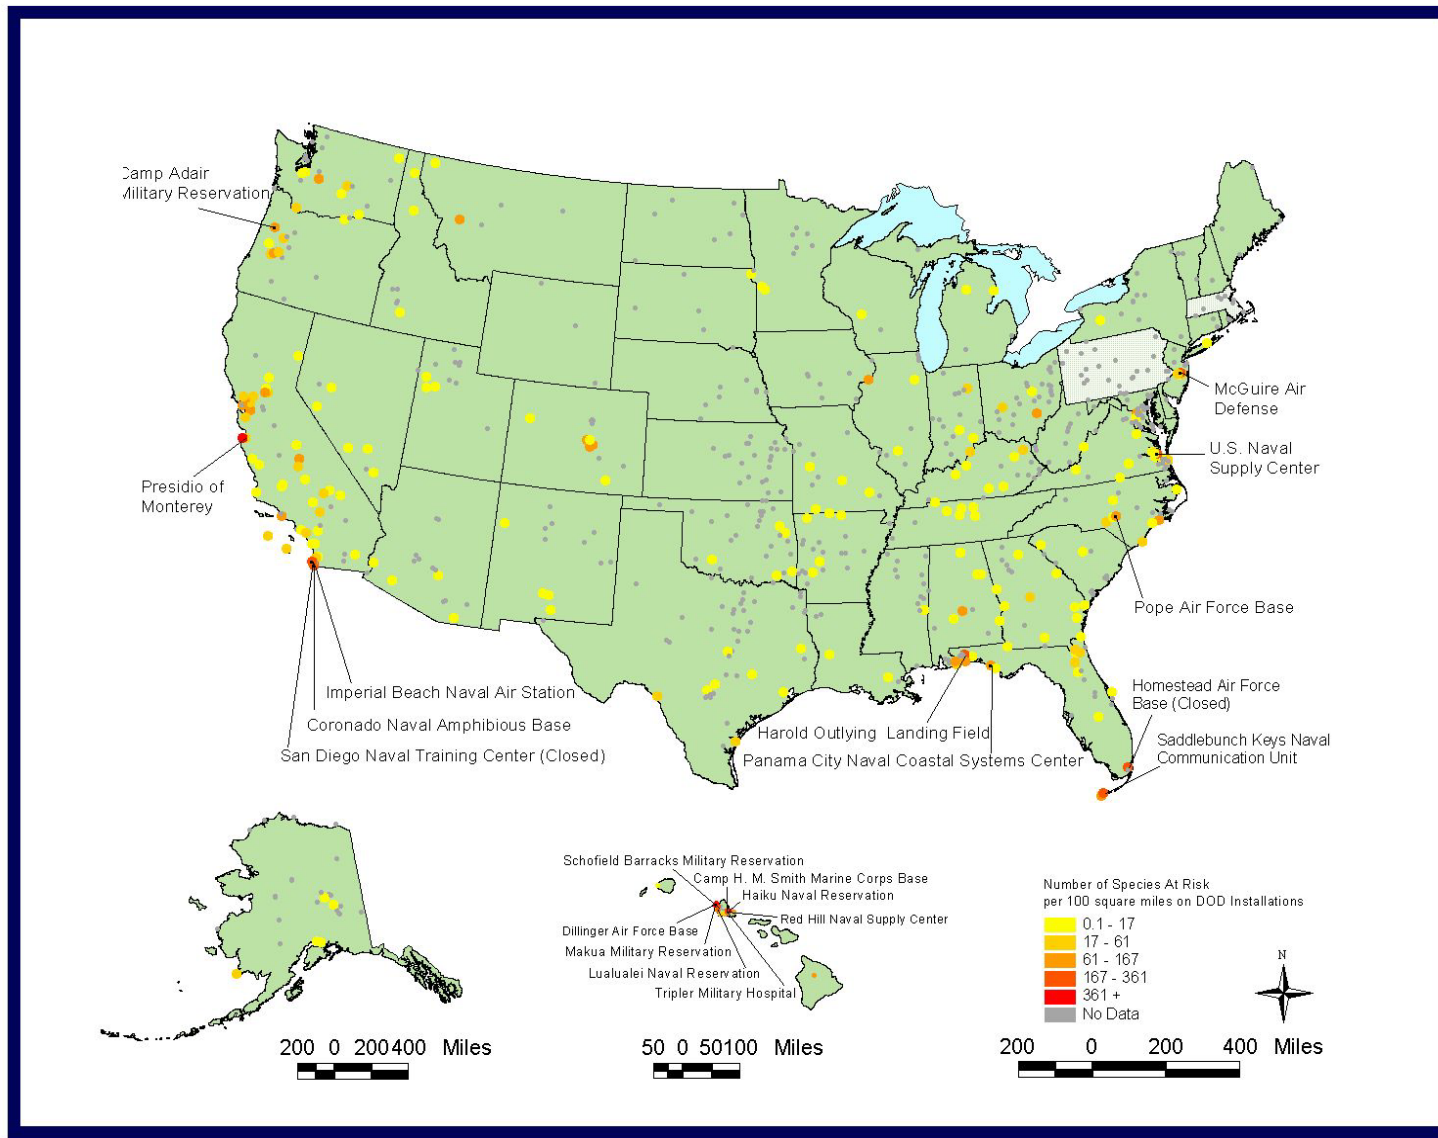 Camp Adair
Military Reservation
McGuire Air
Defense
U.S. Naval
Supply Center
Presidio of
Monterey
Pope Air Force Base
Imperial Beach Naval Air Station
Coronado Naval Amphibious Base
San Diego Naval Training Center (Closed)
Harold Outlying Landing Field
Panama City Naval Coastal Systems Center
Homestead Air Force
Base (Closed)
Saddlebunch Keys Naval
Communication Unit
Schofield Barracks Military Reservation
Camp H. M. Smith Marine Corps Base
Haiku Naval Reservation
Red Hill Naval Supply Center
Dillinger Air Force Base
Makua Military Reservation
Lualualei Naval Reservation
Tripler Military Hospital
Number of Species At Risk
per 100 square miles on DOD Installations
0.1 - 17
17 - 61
61 - 167
167 - 361
361 +
No Data
N
200 0 200 400 Miles
50 0 50 100 Miles
200 0 200 400 Miles